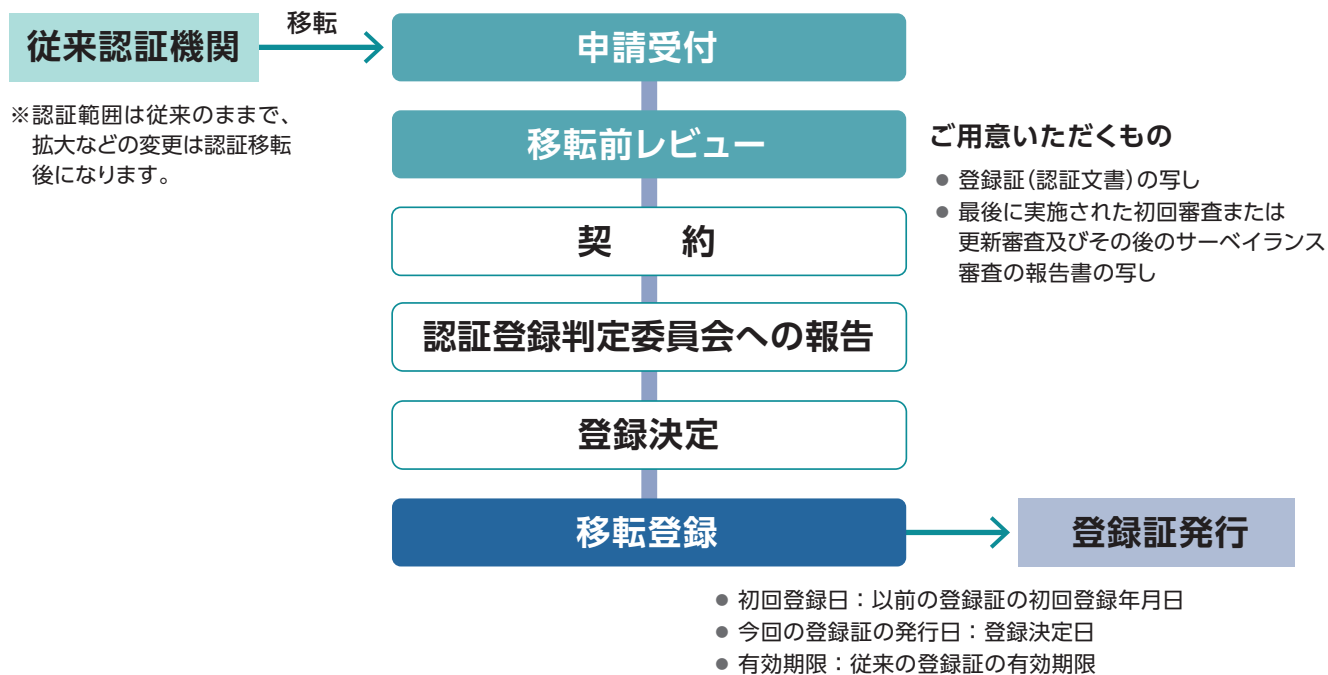 従来認証機関
移転
※認証範囲は従来のままで、
拡大などの変更は認証移転
後になります。
申請受付
移転前レビュー
ご用意いただくもの
● 登録証（認証文書）の写し
● 最後に実施された初回審査または
更新審査及びその後のサーベイランス
審査の報告書の写し
契　約
認証登録判定委員会への報告
登録決定
移転登録
登録証発行
● 初回登録日：以前の登録証の初回登録年月日
● 今回の登録証の発行日：登録決定日
● 有効期限：従来の登録証の有効期限